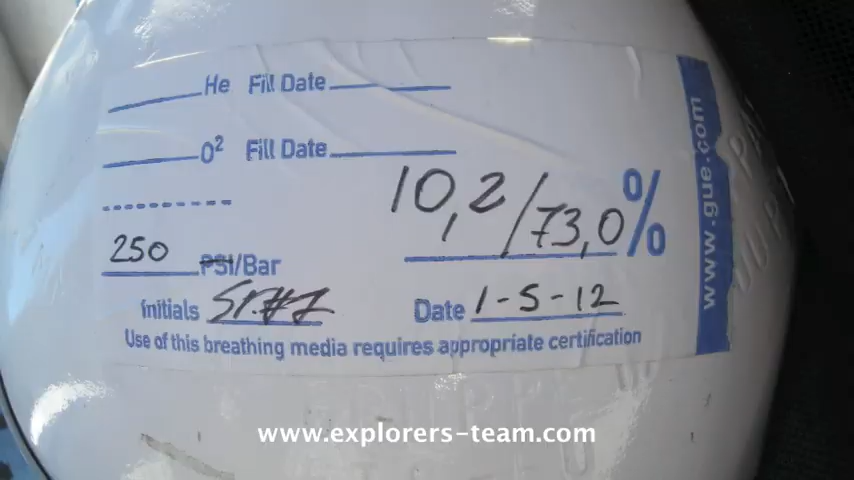 He Fill Date
O² Fill Date
10,2/73,0%
250 PSI/Bar
Initials
Date 1-5-12
Use of this breathing media requires appropriate certification
www.gue.com
www.explorers-team.com